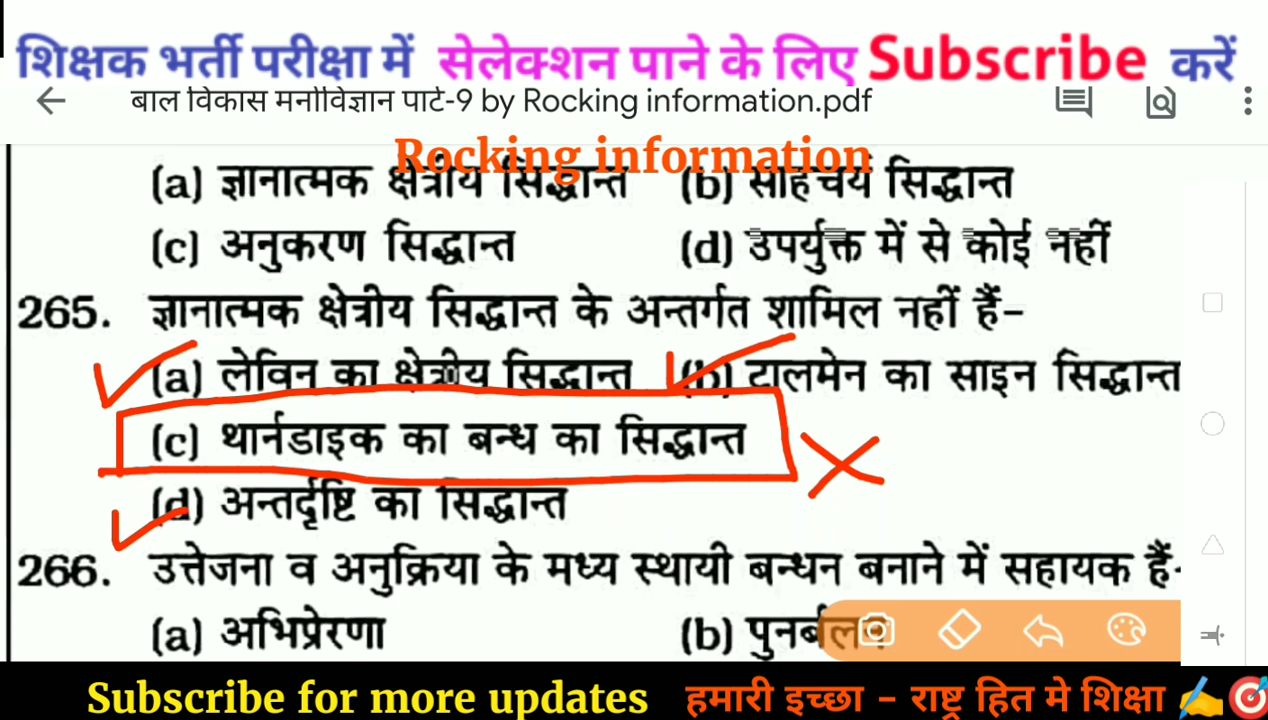 शिक्षक भर्ती परीक्षा में सेलेक्शन पाने के लिए Subscribe करें
बाल विकास मनोविज्ञान पार्ट-9 by Rocking information.pdf
Rocking information
(a) ज्ञानात्मक क्षेत्रीय सिद्धान्त (b) साहचर्य सिद्धान्त
(c) अनुकरण सिद्धान्त (d) उपर्युक्त में से कोई नहीं
265. ज्ञानात्मक क्षेत्रीय सिद्धान्त के अन्तर्गत शामिल नहीं हैं-
(a) लेविन का क्षेत्रीय सिद्धान्त (b) टालमेन का साइन सिद्धान्त
(c) थार्नडाइक का बन्ध का सिद्धान्त
(d) अन्तर्दृष्टि का सिद्धान्त
266. उत्तेजना व अनुक्रिया के मध्य स्थायी बन्धन बनाने में सहायक हैं-
(a) अभिप्रेरणा (b) पुनर्बलन
Subscribe for more updates हमारी इच्छा - राष्ट्र हित मे शिक्षा